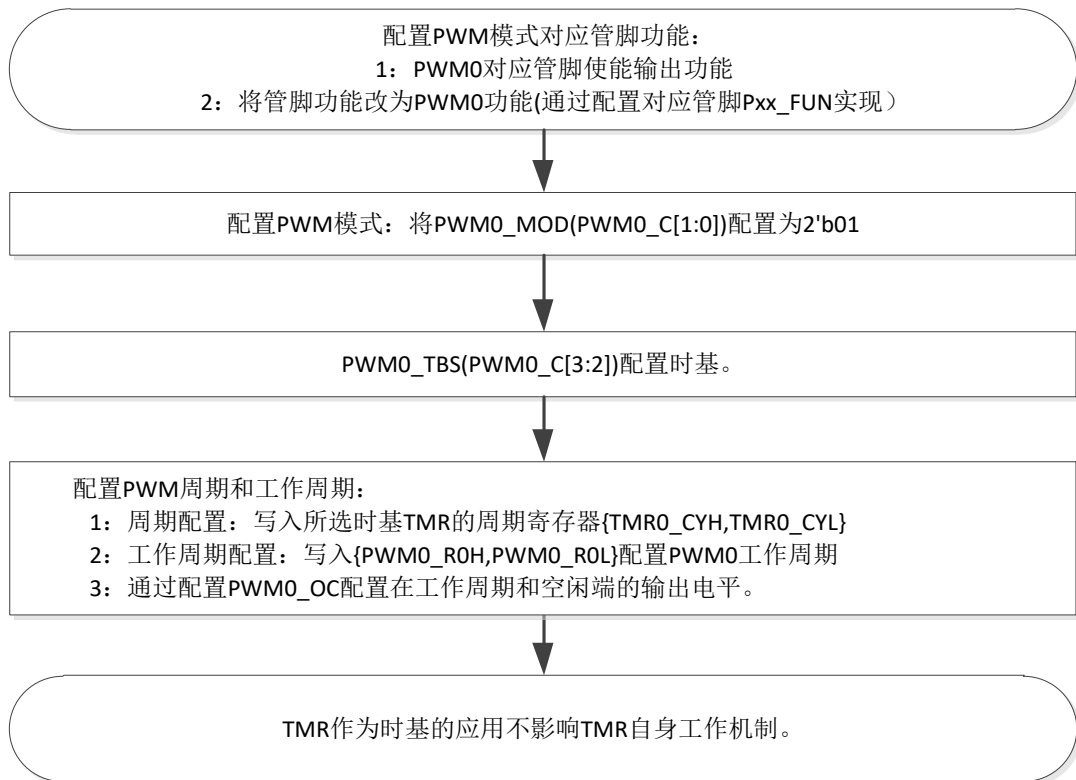 配置PWM模式对应管脚功能：
1：PWM0对应管脚使能输出功能
2：将管脚功能改为PWM0功能(通过配置对应管脚Pxx_FUN实现）
配置PWM模式：将PWM0_MOD(PWM0_C[1:0])配置为2'b01
PWM0_TBS(PWM0_C[3:2])配置时基。
配置PWM周期和工作周期：
1：周期配置：写入所选时基TMR的周期寄存器{TMR0_CYH,TMR0_CYL}
2：工作周期配置：写入{PWM0_R0H,PWM0_R0L}配置PWM0工作周期
3：通过配置PWM0_OC配置在工作周期和空闲端的输出电平。
TMR作为时基的应用不影响TMR自身工作机制。